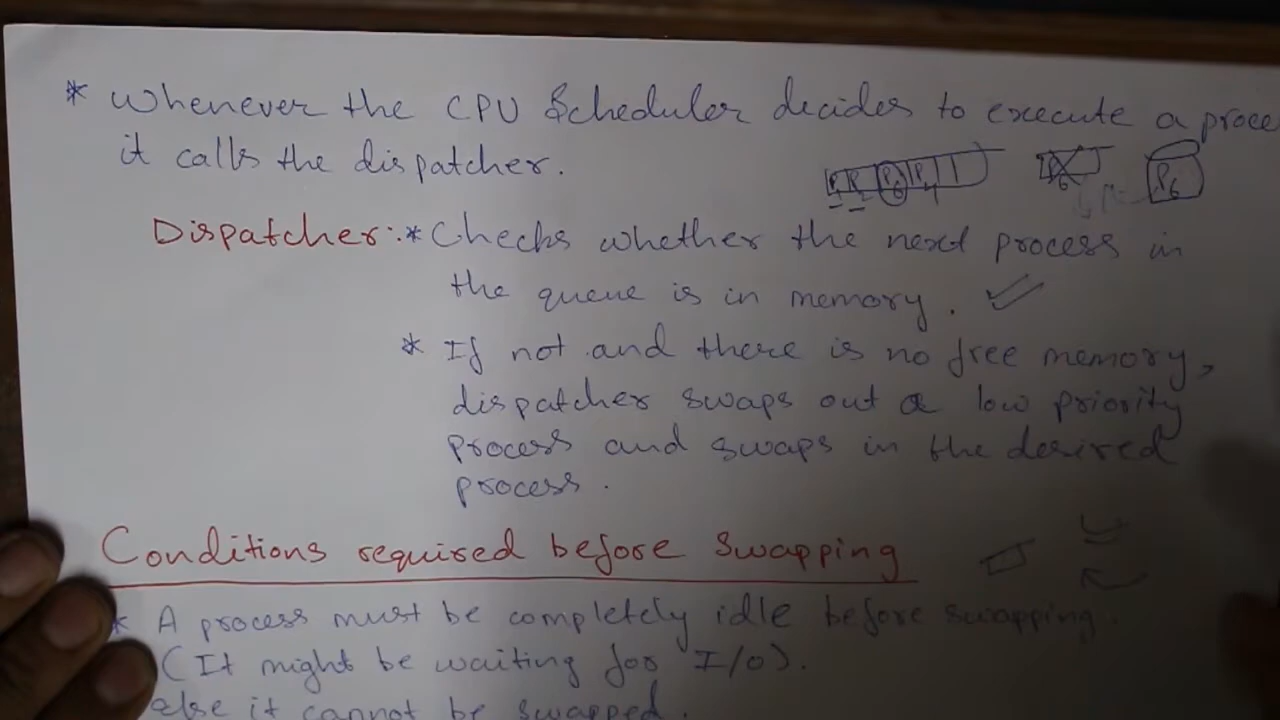 * Whenever the CPU Scheduler decides to execute a proce
it calls the dispatcher.
Dispatcher: * Checks whether the next process in
the queue is in memory.
* If not and there is no free memory,
dispatcher swaps out a low priority
process and swaps in the desired
process.
Conditions required before Swapping
* A process must be completely idle before swapping.
(It might be waiting for I/O).
else it cannot be swapped.